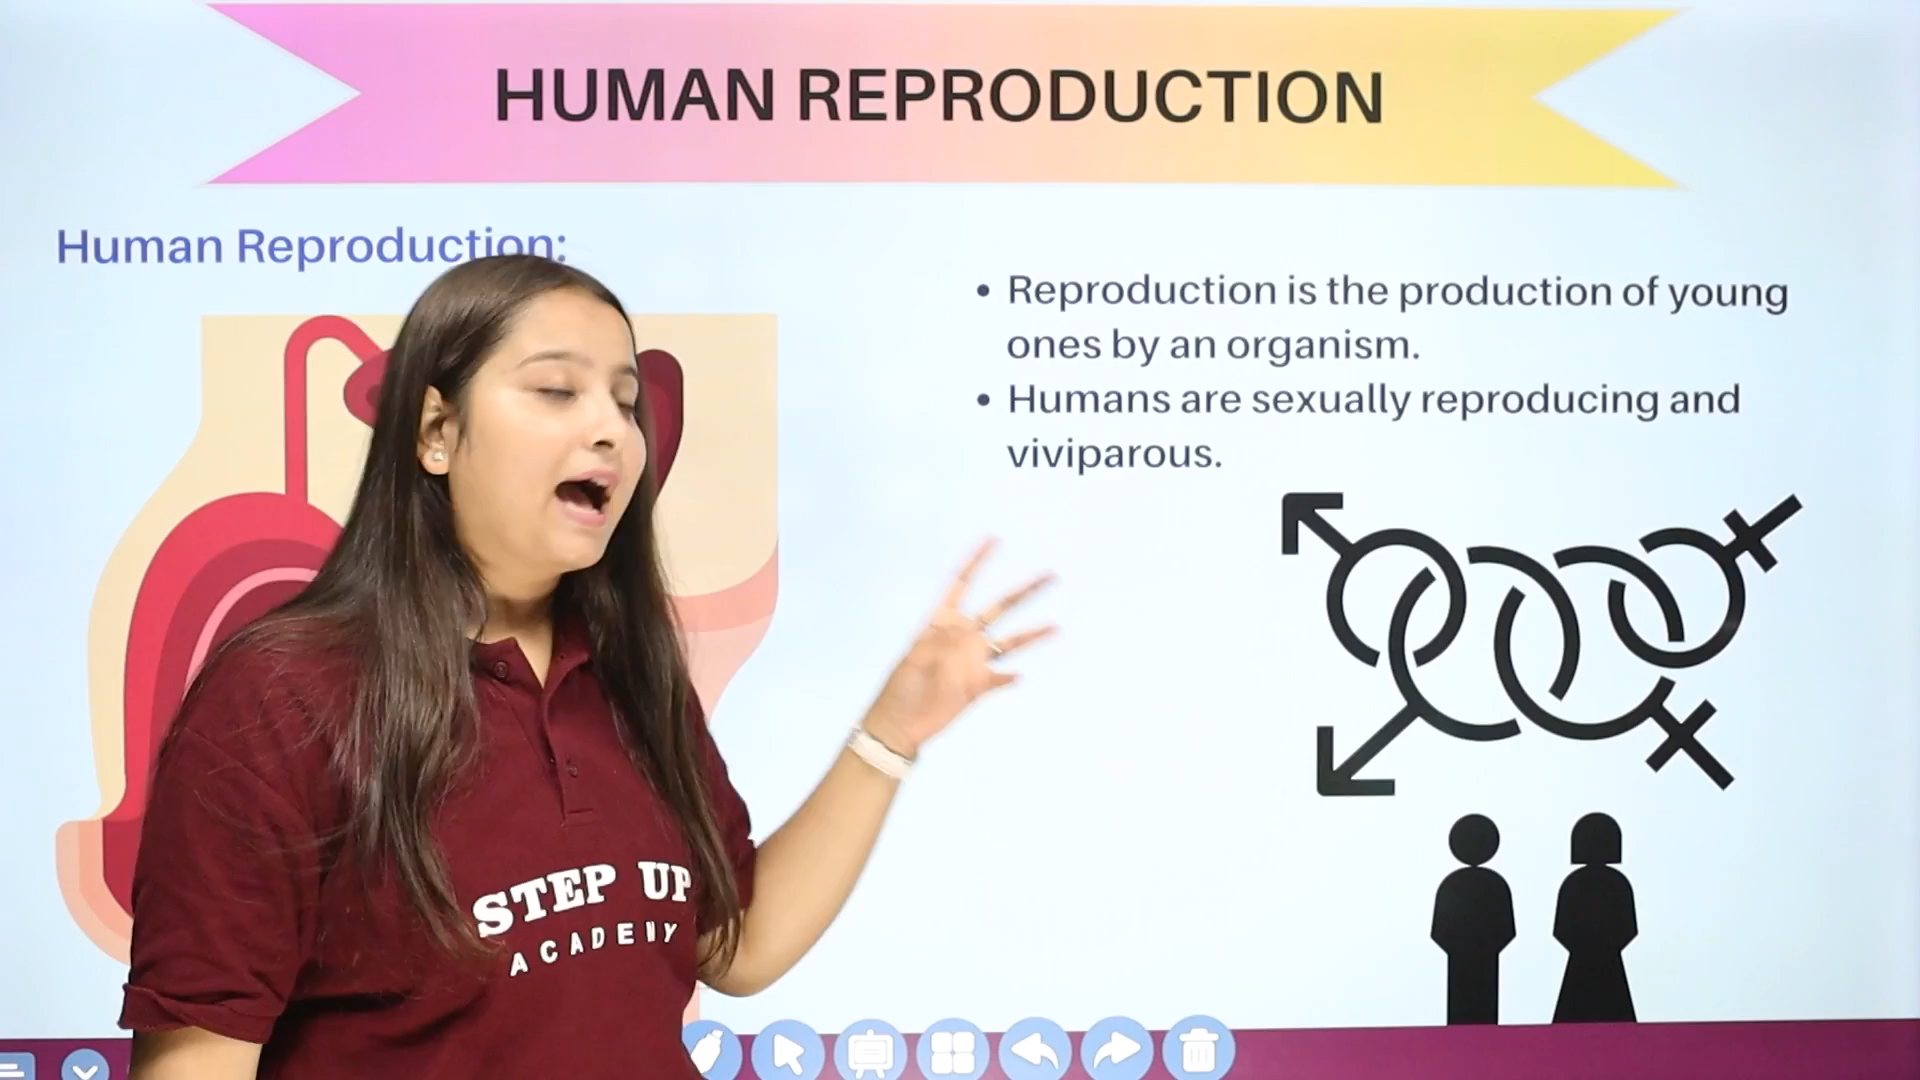 HUMAN REPRODUCTION
Human Reproduction:
• Reproduction is the production of young
ones by an organism.
• Humans are sexually reproducing and
viviparous.
STEP UP
ACADEMY